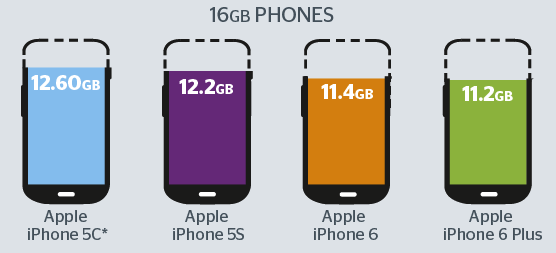 16GB PHONES
12.60GB
12.2GB
11.4GB
11.2GB
Apple
iPhone 5C*
Apple
iPhone 5S
Apple
iPhone 6
Apple
iPhone 6 Plus